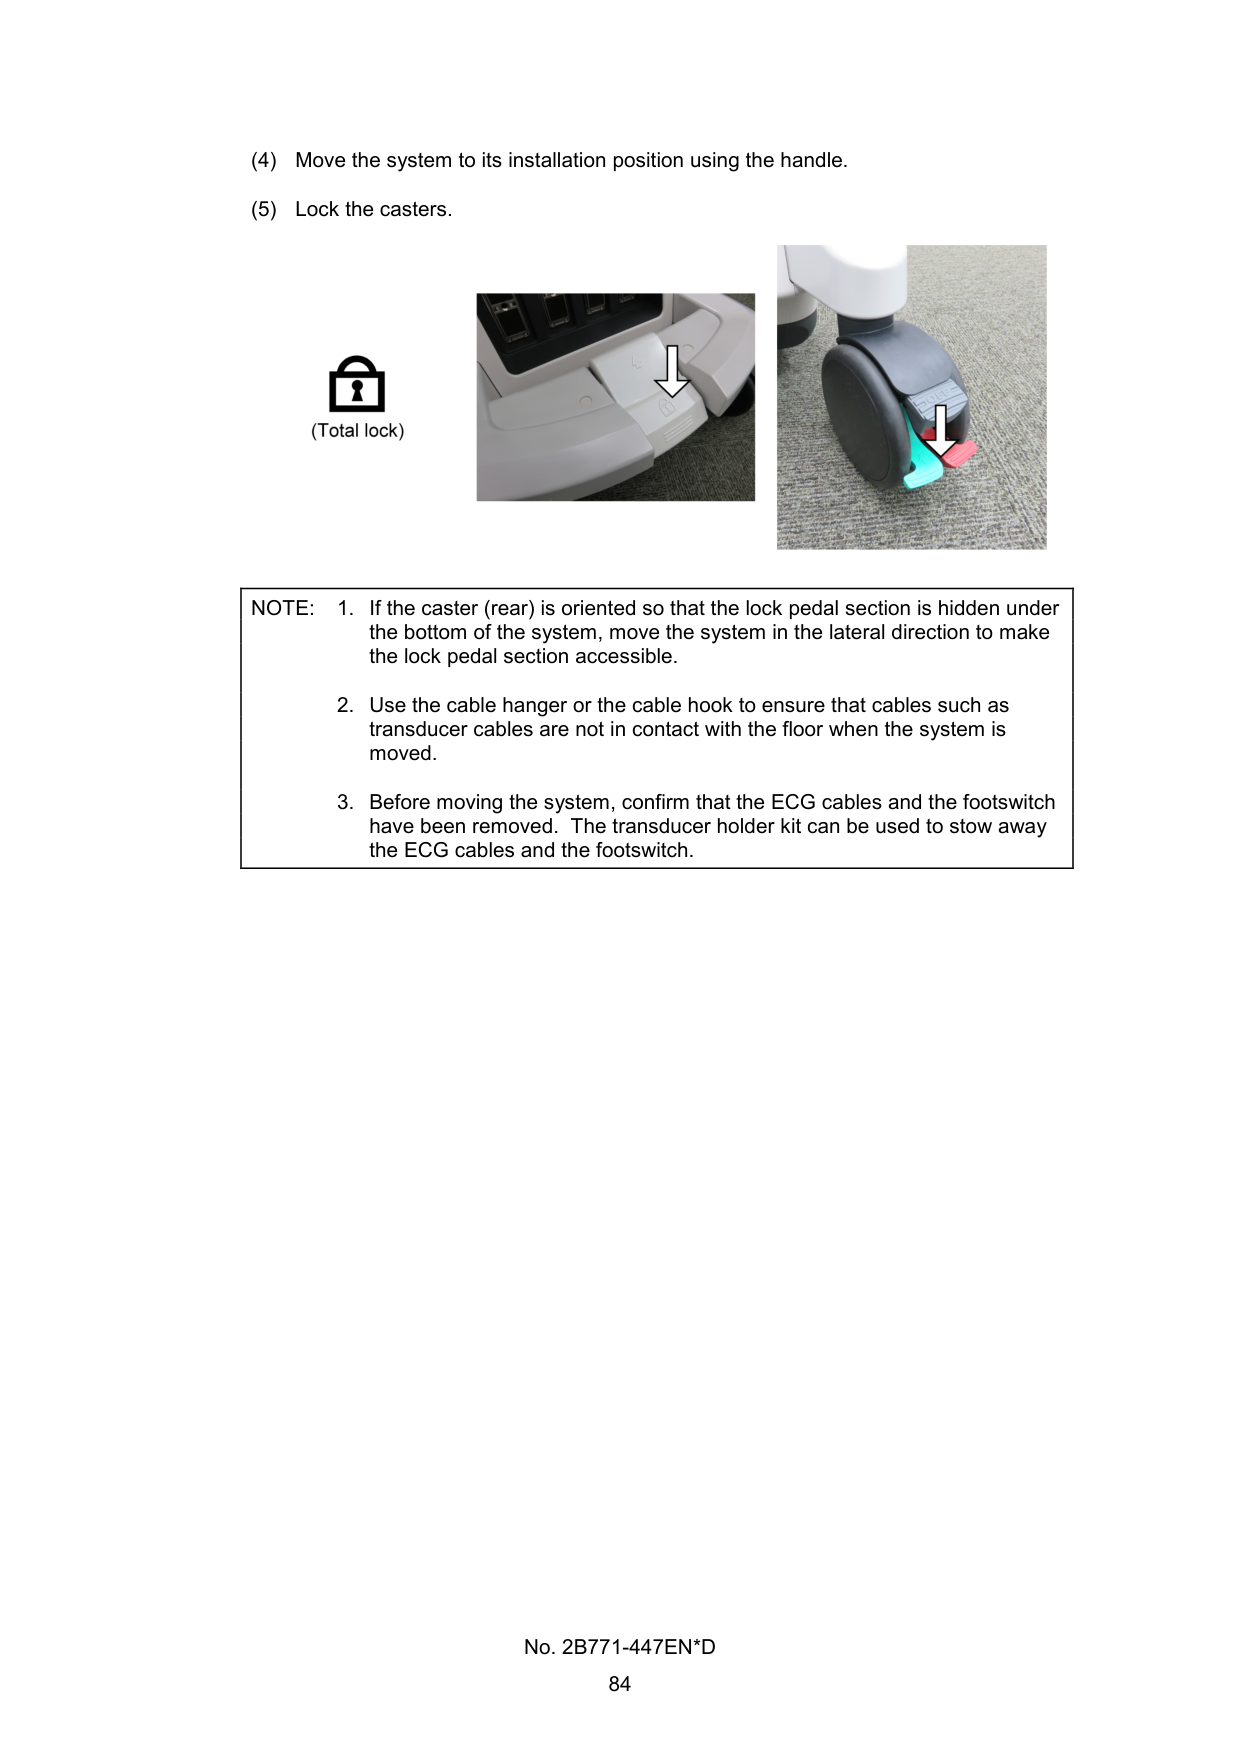 (4) Move the system to its installation position using the handle.
(5) Lock the casters.
(Total lock)
NOTE: 1. If the caster (rear) is oriented so that the lock pedal section is hidden under
the bottom of the system, move the system in the lateral direction to make
the lock pedal section accessible.
2. Use the cable hanger or the cable hook to ensure that cables such as
transducer cables are not in contact with the floor when the system is
moved.
3. Before moving the system, confirm that the ECG cables and the footswitch
have been removed.  The transducer holder kit can be used to stow away
the ECG cables and the footswitch.
No. 2B771-447EN*D
84